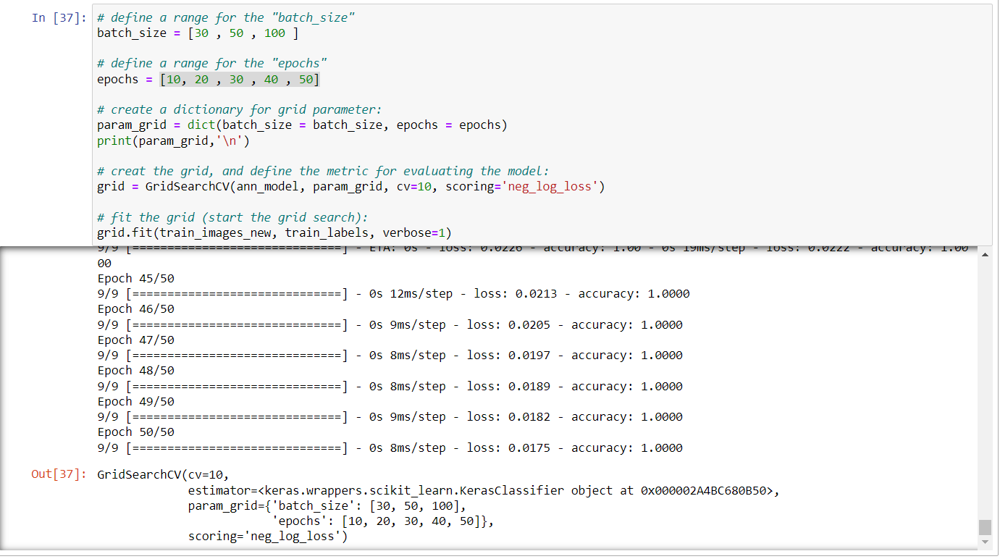 In [37]: # define a range for the "batch_size"
batch_size = [30 , 50 , 100 ]
# define a range for the "epochs"
epochs = [10, 20 , 30 , 40 , 50]
# create a dictionary for grid parameter:
param_grid = dict(batch_size = batch_size, epochs = epochs)
print(param_grid,'\n')
# creat the grid, and define the metric for evaluating the model:
grid = GridSearchCV(ann_model, param_grid, cv=10, scoring='neg_log_loss')
# fit the grid (start the grid search):
grid.fit(train_images_new, train_labels, verbose=1)
9/9 [==============================] - ETA: 0s - loss: 0.0226 - accuracy: 1.00 - 0s 19ms/step - loss: 0.0222 - accuracy: 1.00
00
Epoch 45/50
9/9 [==============================] - 0s 12ms/step - loss: 0.0213 - accuracy: 1.0000
Epoch 46/50
9/9 [==============================] - 0s 9ms/step - loss: 0.0205 - accuracy: 1.0000
Epoch 47/50
9/9 [==============================] - 0s 8ms/step - loss: 0.0197 - accuracy: 1.0000
Epoch 48/50
9/9 [==============================] - 0s 8ms/step - loss: 0.0189 - accuracy: 1.0000
Epoch 49/50
9/9 [==============================] - 0s 9ms/step - loss: 0.0182 - accuracy: 1.0000
Epoch 50/50
9/9 [==============================] - 0s 8ms/step - loss: 0.0175 - accuracy: 1.0000
Out[37]: GridSearchCV(cv=10,
estimator=<keras.wrappers.scikit_learn.KerasClassifier object at 0x000002A4BC680B50>,
param_grid={'batch_size': [30, 50, 100],
'epochs': [10, 20, 30, 40, 50]},
scoring='neg_log_loss')